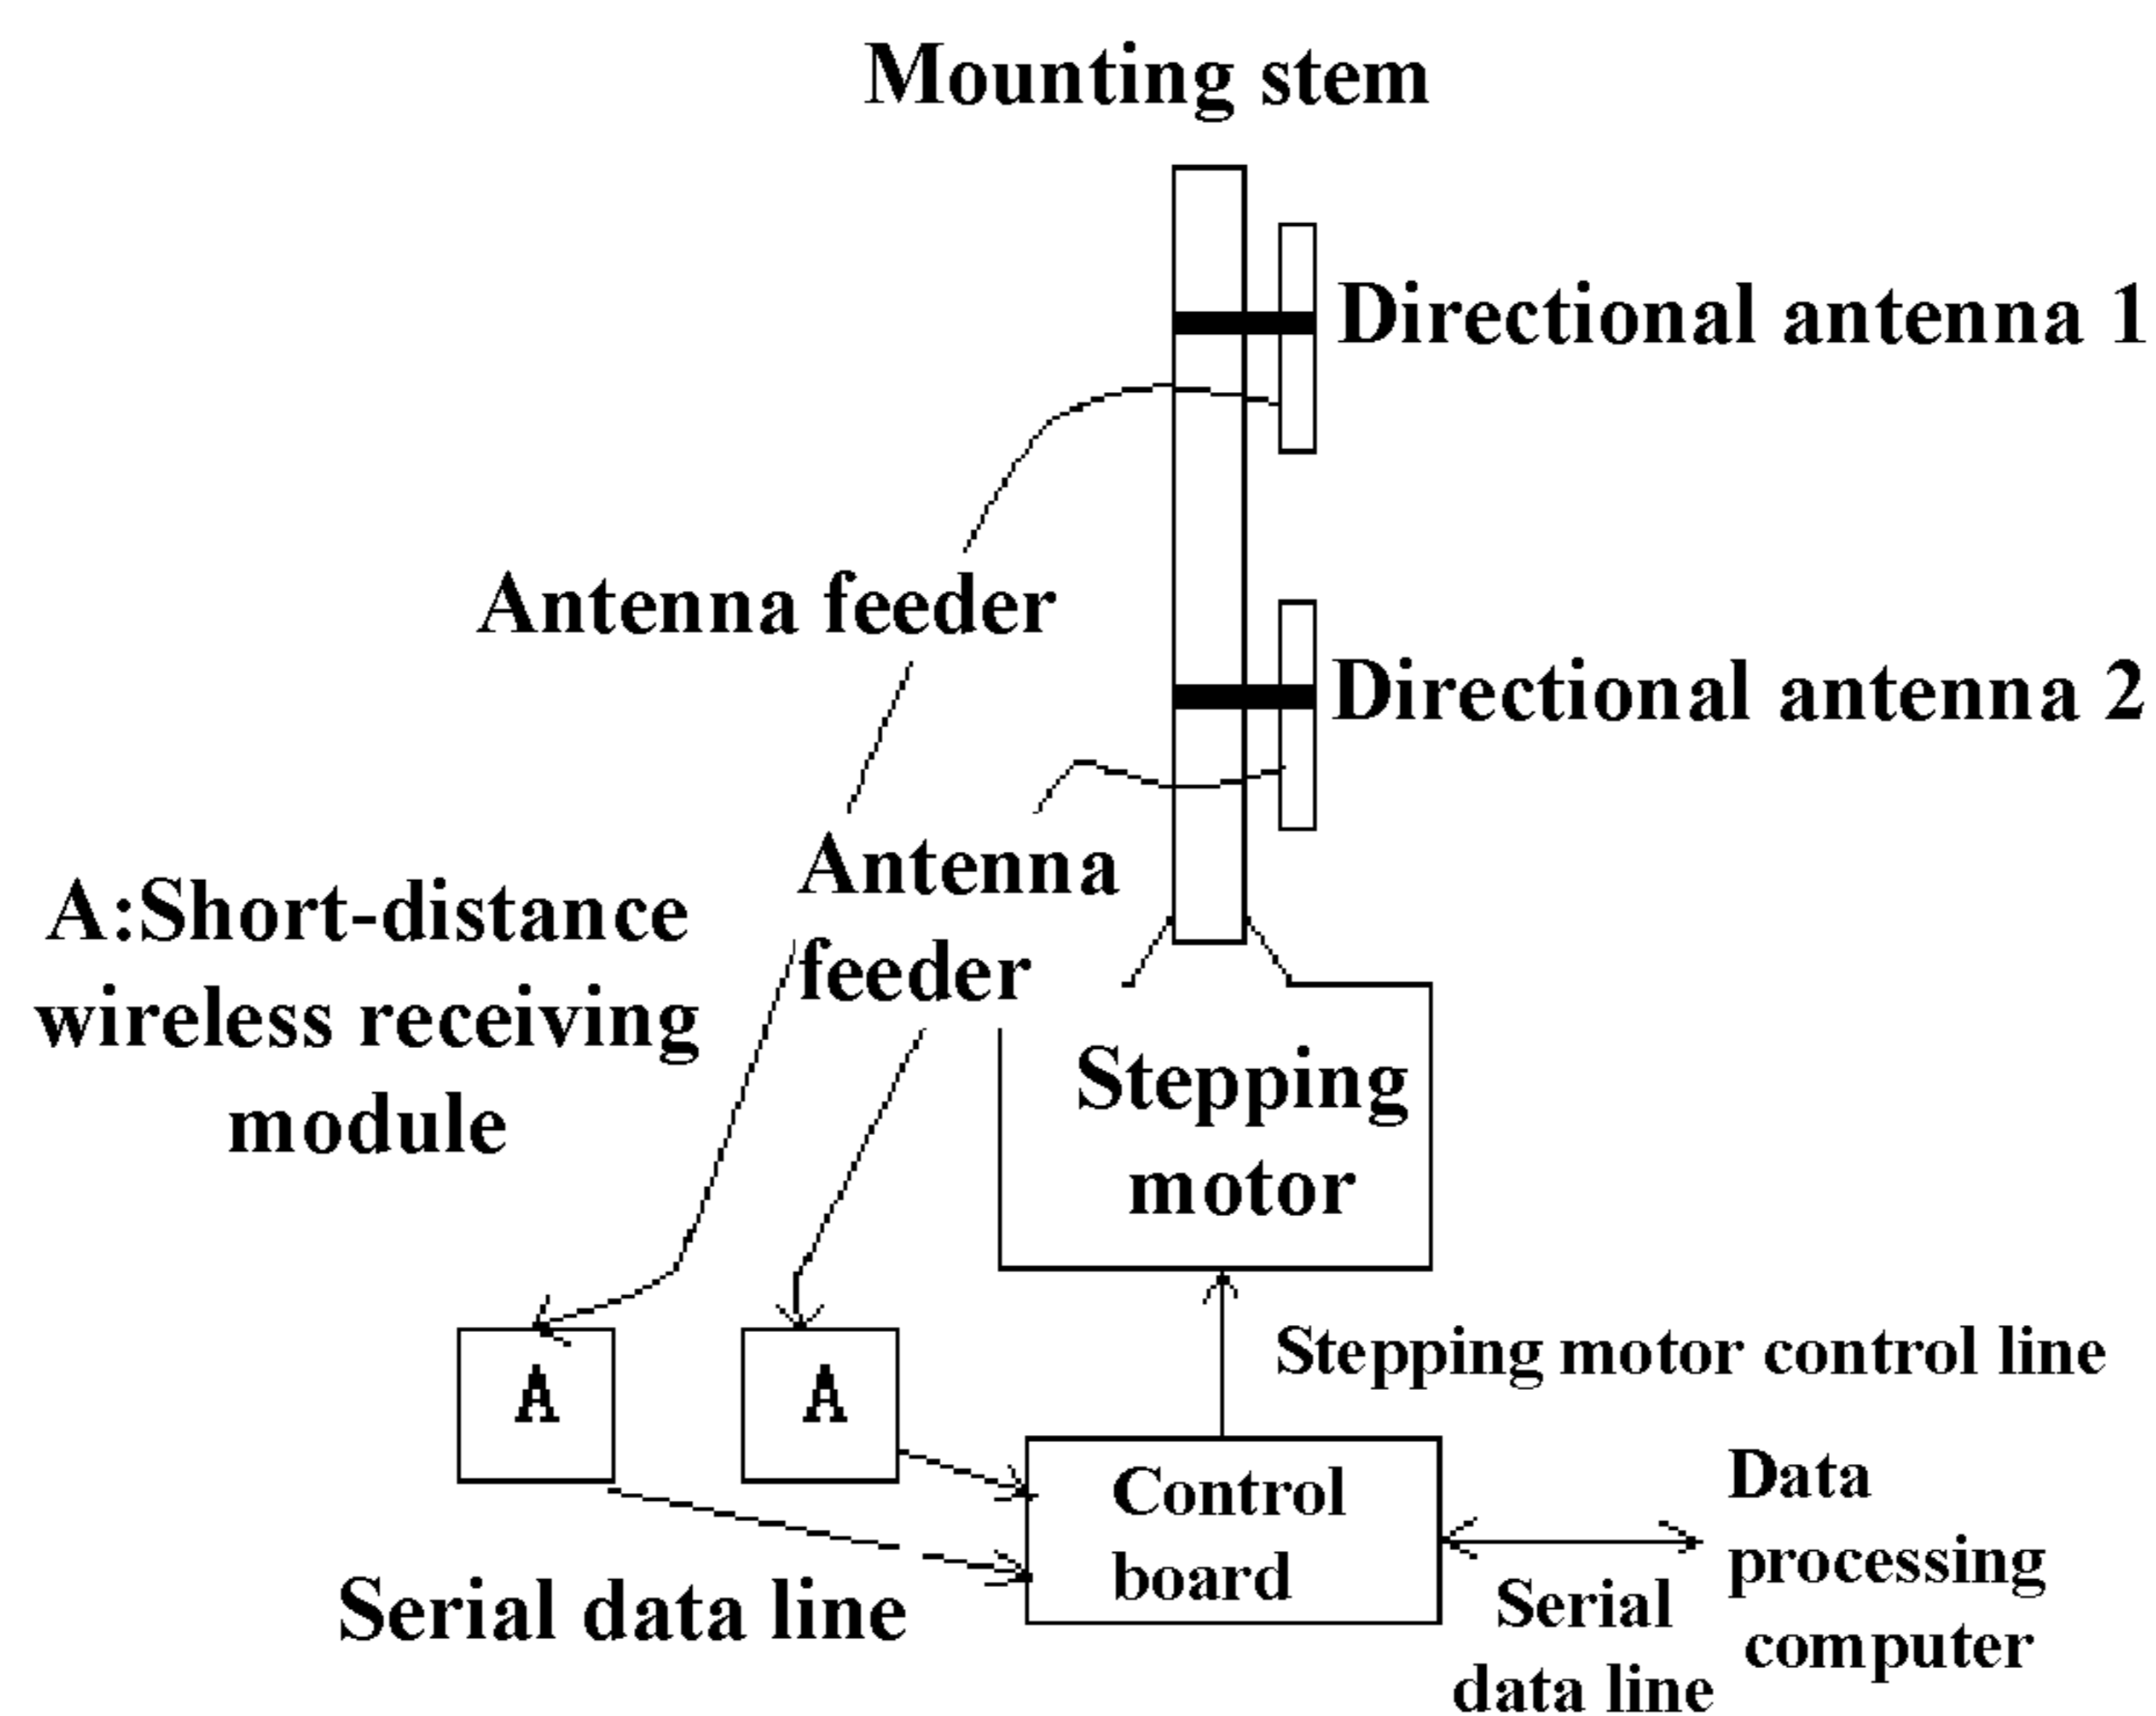 Mounting stem
Directional antenna 1
Antenna feeder
Directional antenna 2
Antenna
feeder
A:Short-distance
wireless receiving
module
Stepping
motor
Stepping motor control line
A
A
Control
board
Data
processing
computer
Serial
data line
Serial data line